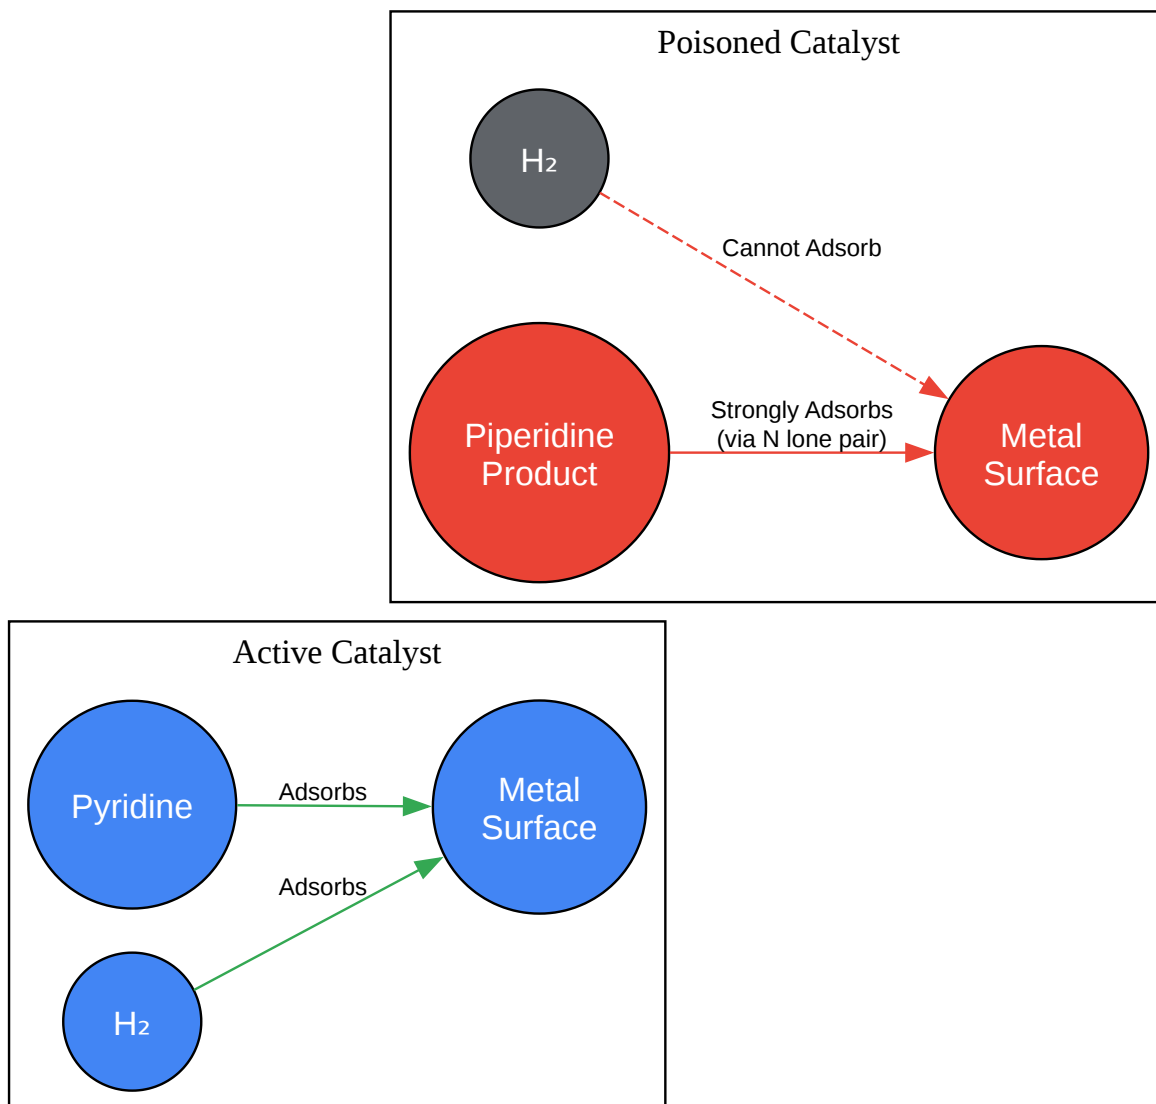 Poisoned Catalyst
H₂
Cannot Adsorb
Piperidine
Product
Strongly Adsorbs
(via N lone pair)
Metal
Surface
Active Catalyst
Pyridine
Adsorbs
Metal
Surface
Adsorbs
H₂